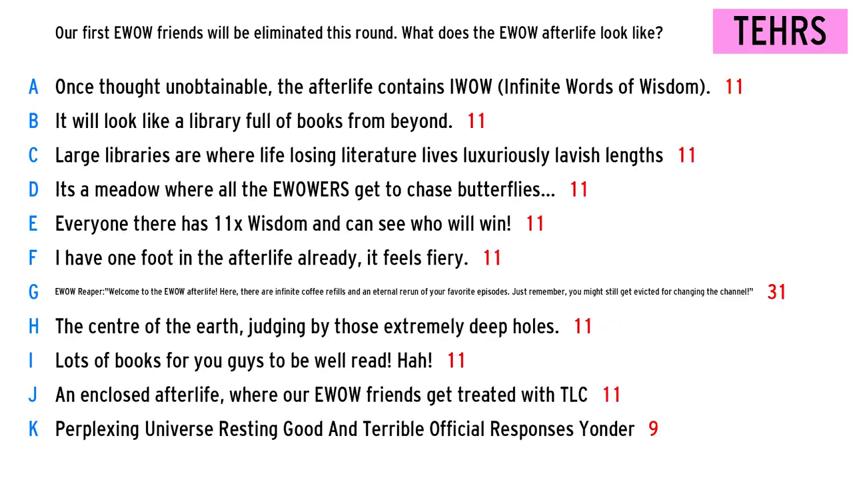 Our first EWOW friends will be eliminated this round. What does the EWOW afterlife look like?
TEHRS
A Once thought unobtainable, the afterlife contains IWOW (Infinite Words of Wisdom). 11
B It will look like a library full of books from beyond. 11
C Large libraries are where life losing literature lives luxuriously lavish lengths 11
D Its a meadow where all the EWOWERS get to chase butterflies... 11
E Everyone there has 11x Wisdom and can see who will win! 11
F I have one foot in the afterlife already, it feels fiery. 11
G EWOW Reaper:"Welcome to the EWOW afterlife! Here, there are infinite coffee refills and an eternal rerun of your favorite episodes. Just remember, you might still get evicted for changing the channel!" 31
H The centre of the earth, judging by those extremely deep holes. 11
I Lots of books for you guys to be well read! Hah! 11
J An enclosed afterlife, where our EWOW friends get treated with TLC 11
K Perplexing Universe Resting Good And Terrible Official Responses Yonder 9